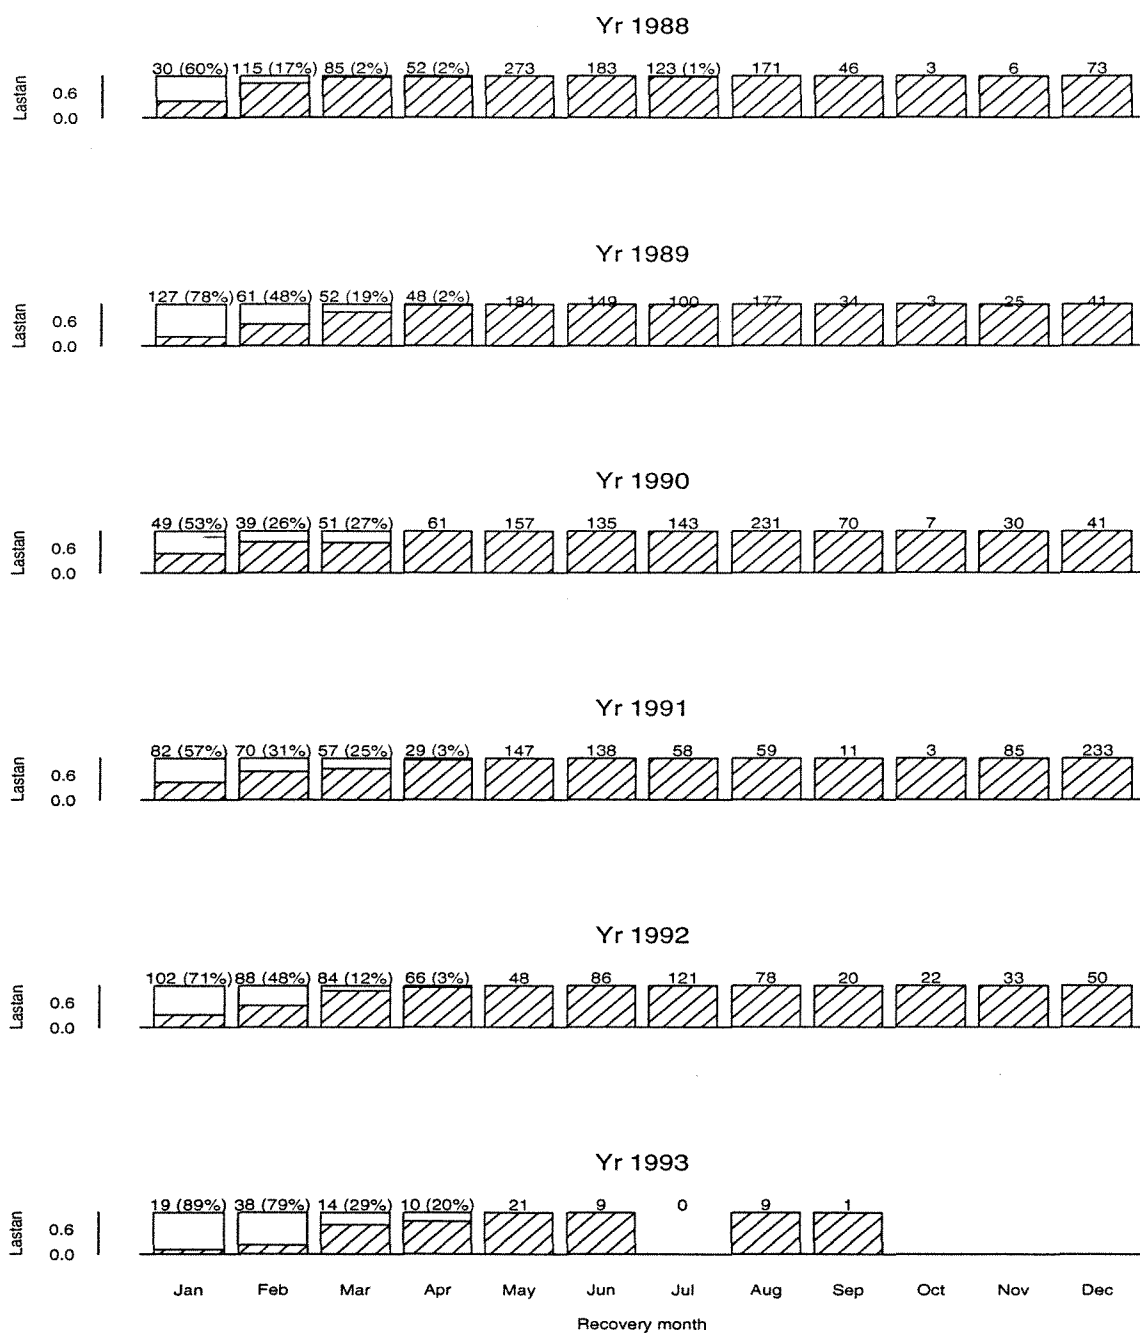 Yr 1988
30 (60%) 115 (17%) 85 (2%) 52 (2%) 273 183 123 (1%) 171 46 3 6 73
Lastan
0.6
0.0
Yr 1989
127 (78%) 61 (48%) 52 (19%) 48 (2%) 184 149 100 177 34 3 25 41
Lastan
0.6
0.0
Yr 1990
49 (53%) 39 (26%) 51 (27%) 61 157 135 143 231 70 7 30 41
Lastan
0.6
0.0
Yr 1991
82 (57%) 70 (31%) 57 (25%) 29 (3%) 147 138 58 59 11 3 85 233
Lastan
0.6
0.0
Yr 1992
102 (71%) 88 (48%) 84 (12%) 66 (3%) 48 86 121 78 20 22 33 50
Lastan
0.6
0.0
Yr 1993
19 (89%) 38 (79%) 14 (29%) 10 (20%) 21 9 0 9 1
Lastan
0.6
0.0
Jan Feb Mar Apr May Jun Jul Aug Sep Oct Nov Dec
Recovery month